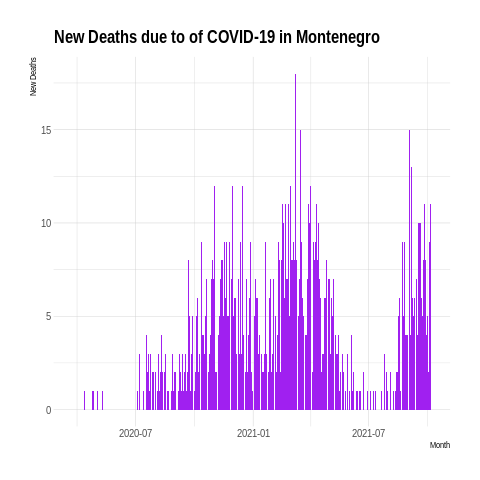 New Deaths due to of COVID-19 in Montenegro
New Deaths
15
10
5
0
2020-07
2021-01
2021-07
Month